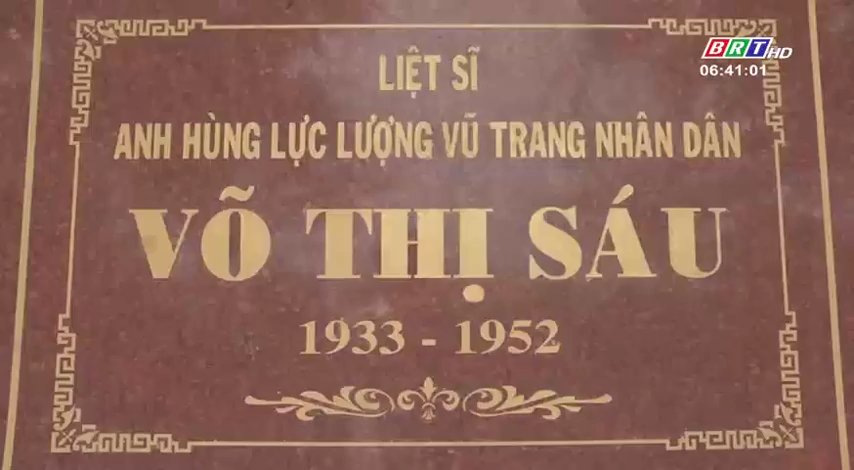 BRT HD
06:41:01
LIỆT SĨ
ANH HÙNG LỰC LƯỢNG VŨ TRANG NHÂN DÂN
VÕ THỊ SÁU
1933 - 1952